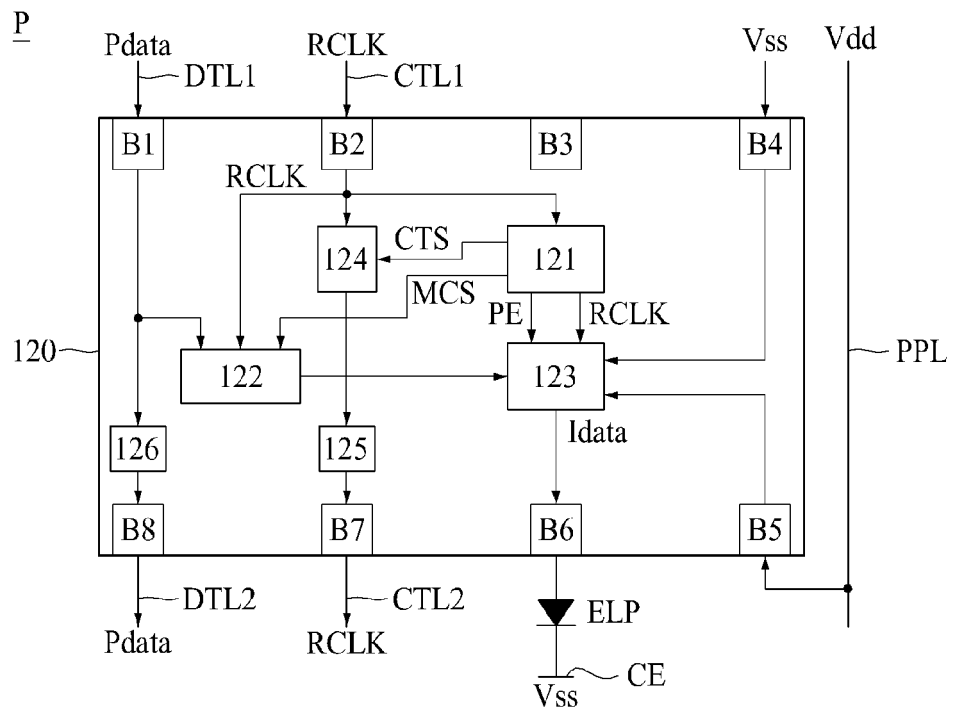 P
Pdata RCLK Vss Vdd
DTL1 CTL1
B1 B2 B3 B4
RCLK
124 CTS 121
MCS PE RCLK
120 122 123 PPL
Idata
126 125
B8 B7 B6 B5
DTL2 CTL2 ELP
Pdata RCLK
CE
Vss